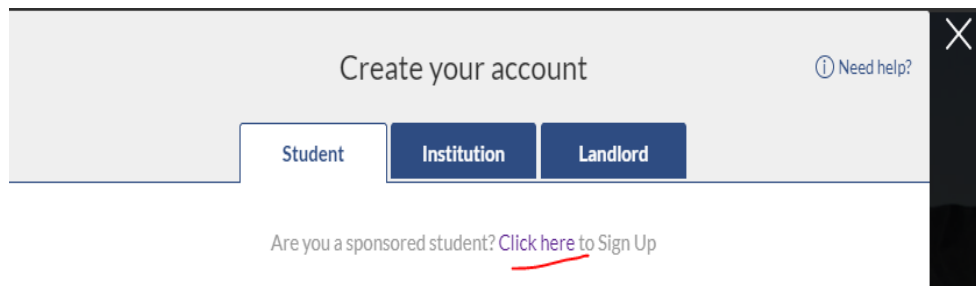 Create your account
Need help?
Student Institution Landlord
Are you a sponsored student? Click here to Sign Up